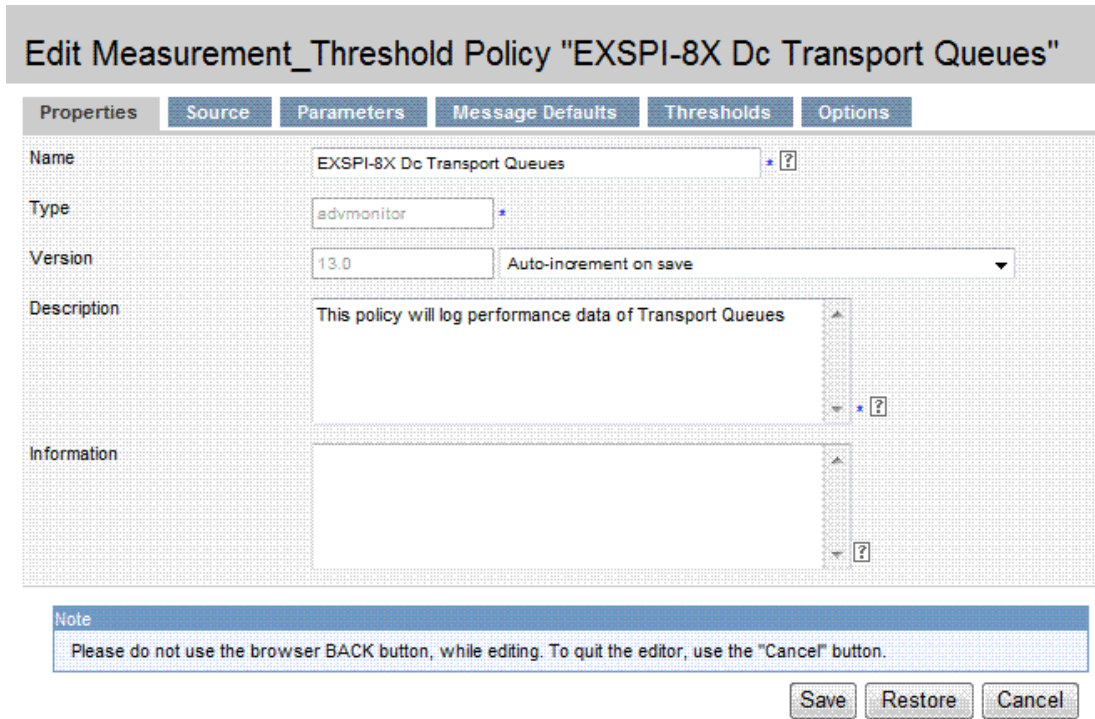 Edit Measurement_Threshold Policy "EXSPI-8X Dc Transport Queues"
Properties Source Parameters Message Defaults Thresholds Options
Name EXSPI-8X Dc Transport Queues * ?
Type advmonitor *
Version 13.0 Auto-increment on save
Description This policy will log performance data of Transport Queues * ?
Information ?
Note
Please do not use the browser BACK button, while editing. To quit the editor, use the "Cancel" button.
Save Restore Cancel